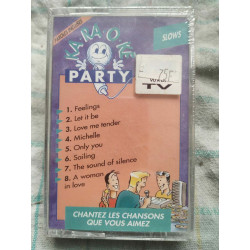 SLOWS
KARAOKE
PARTY
25F
TV
1. Feelings
2. Let it be
3. Love me tender
4. Michelle
5. Only you
6. Sailing
7. The sound of silence
8. A woman
in love
CHANTEZ LES CHANSONS
QUE VOUS AIMEZ